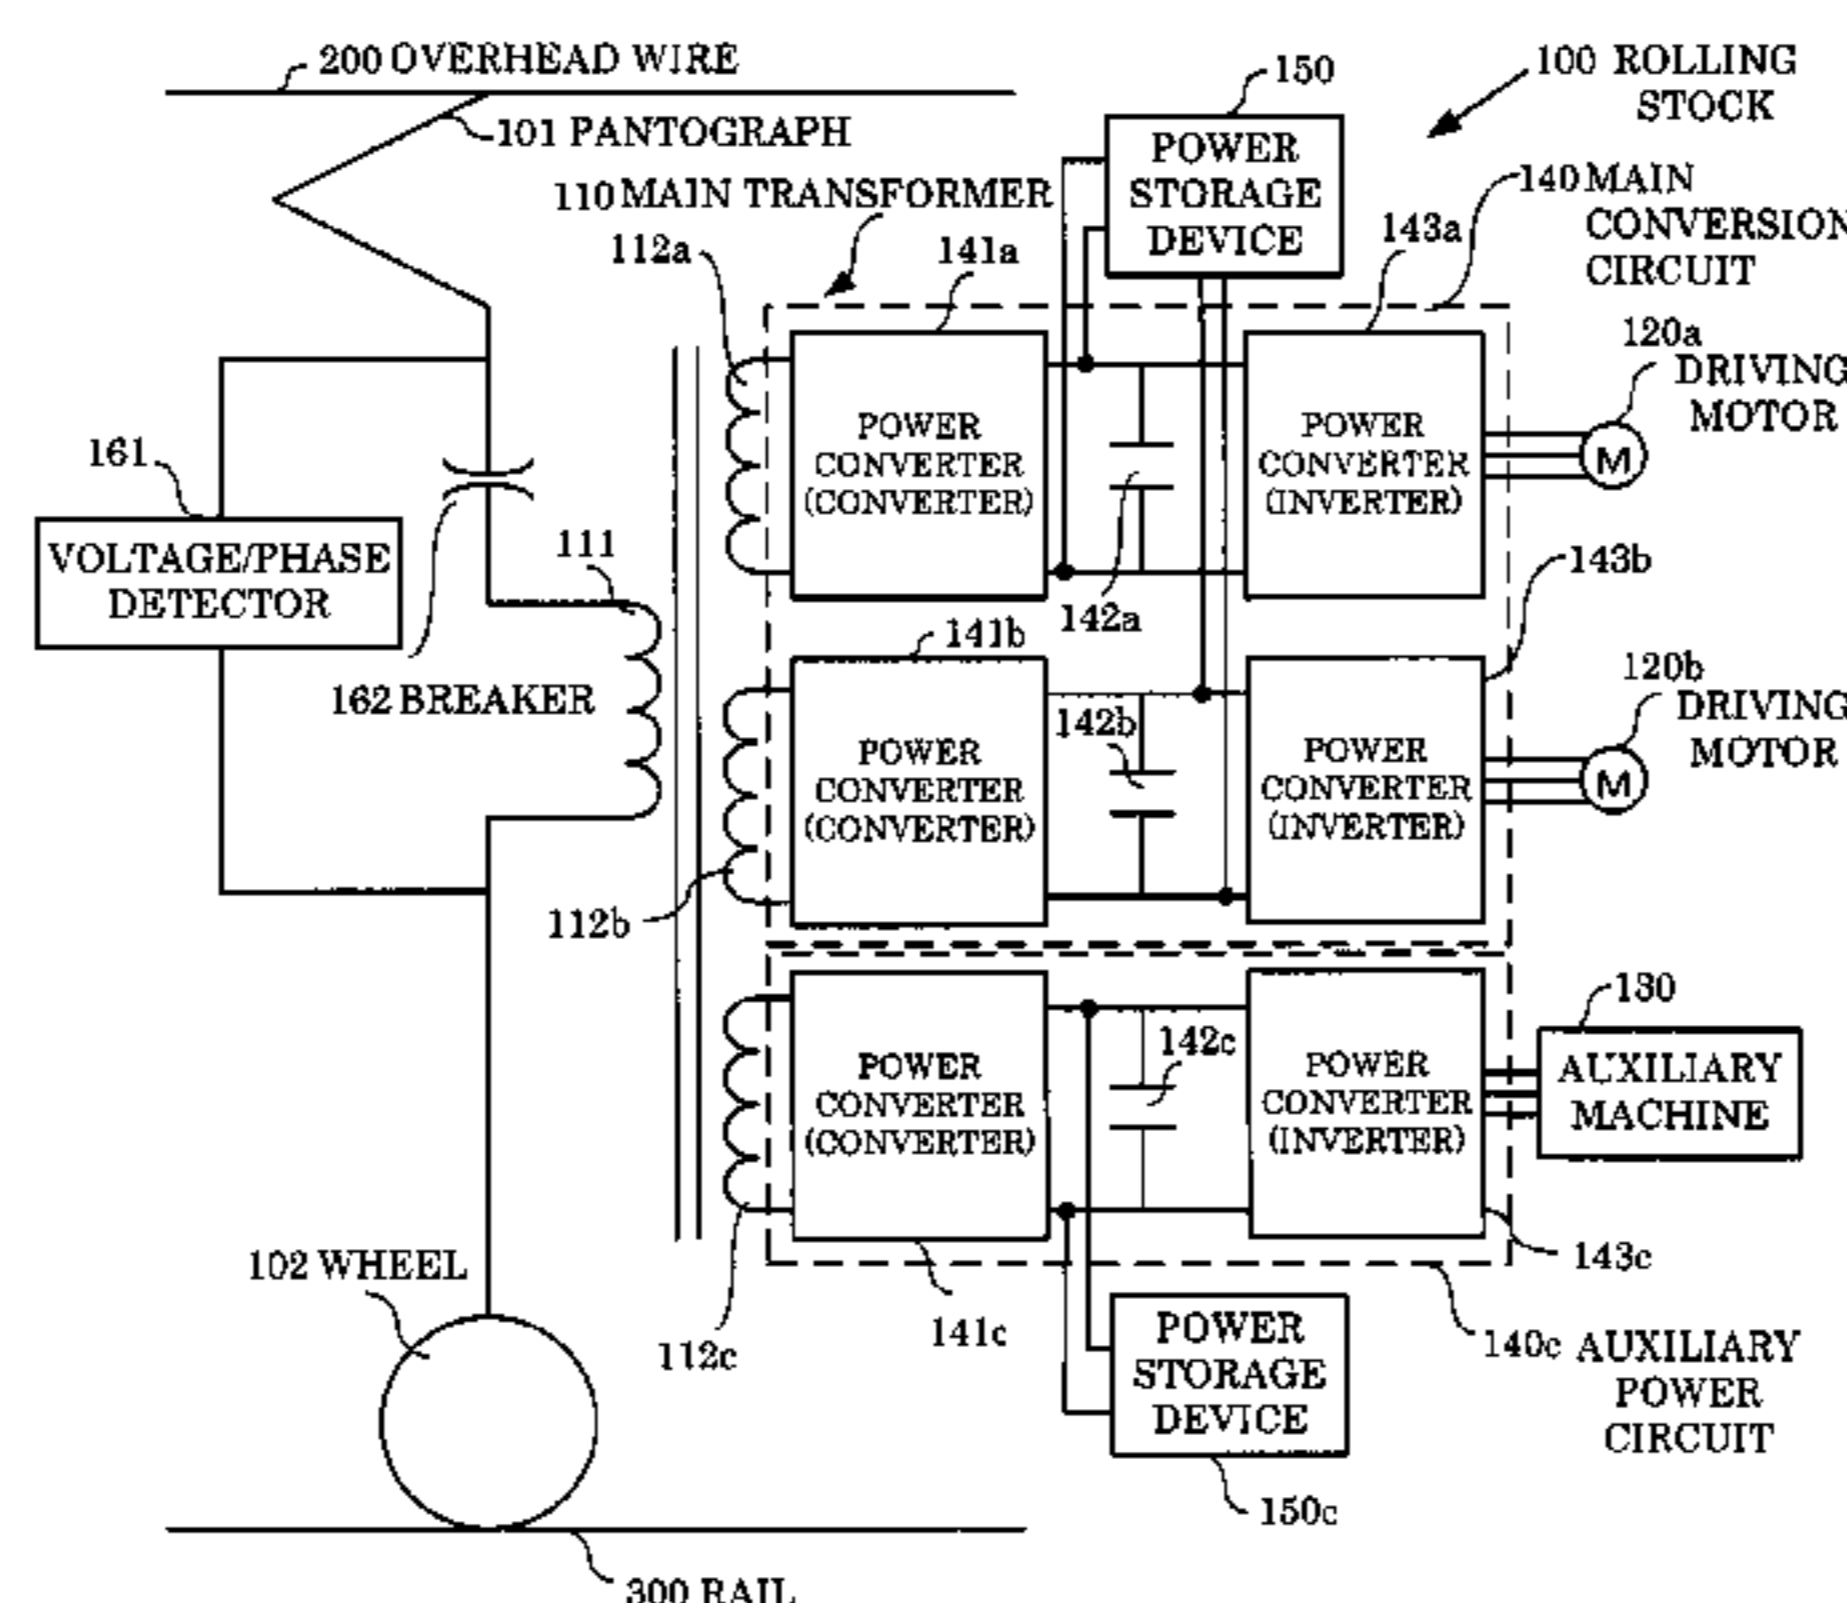 200 OVERHEAD WIRE
101 PANTOGRAPH
110 MAIN TRANSFORMER
112a
141a
150
POWER
STORAGE
DEVICE
100 ROLLING
STOCK
140 MAIN
CONVERSION
CIRCUIT
143a
120a
DRIVING
MOTOR
M
POWER
CONVERTER
(CONVERTER)
142a
POWER
CONVERTER
(INVERTER)
161
VOLTAGE/PHASE
DETECTOR
111
162 BREAKER
143b
120b
DRIVING
MOTOR
M
141b
POWER
CONVERTER
(CONVERTER)
142b
POWER
CONVERTER
(INVERTER)
112b
POWER
CONVERTER
(CONVERTER)
142c
POWER
CONVERTER
(INVERTER)
130
AUXILIARY
MACHINE
143c
102 WHEEL
112c
141c
POWER
STORAGE
DEVICE
150c
140c AUXILIARY
POWER
CIRCUIT
300 RAIL